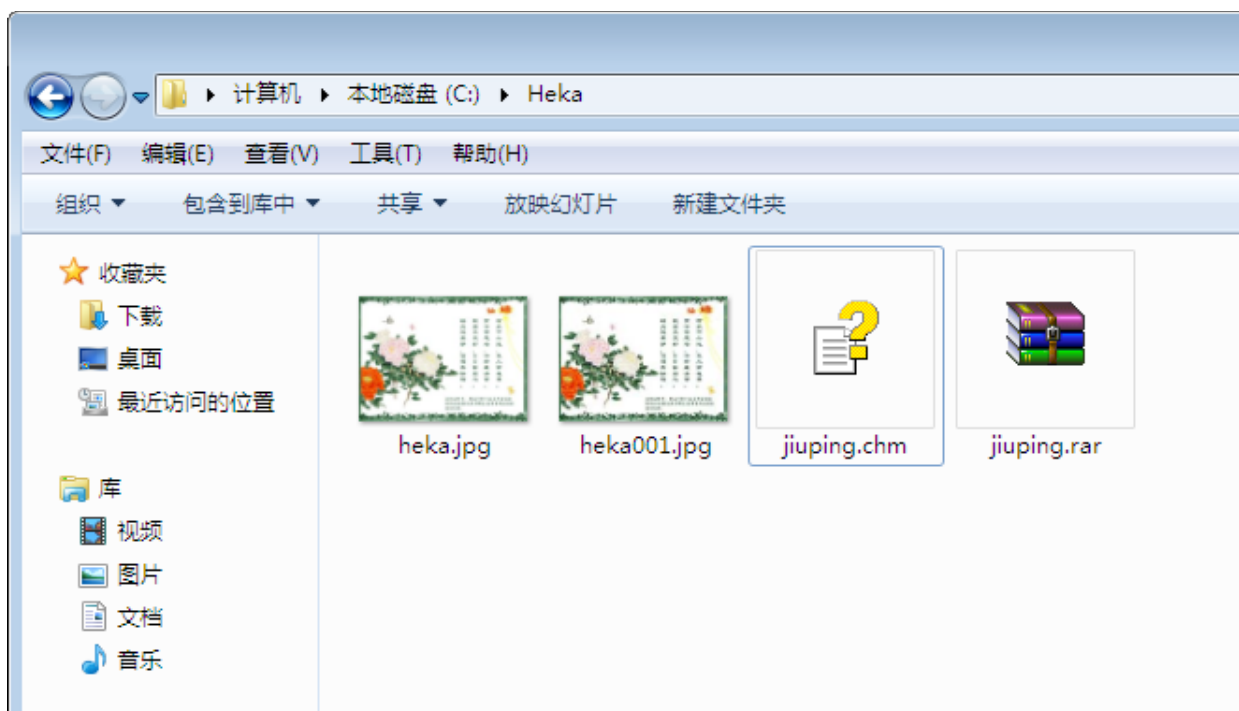 计算机 本地磁盘 (C:) Heka
文件(F) 编辑(E) 查看(V) 工具(T) 帮助(H)
组织 包含到库中 共享 放映幻灯片 新建文件夹
收藏夹
下载
桌面
最近访问的位置
库
视频
图片
文档
音乐
heka.jpg heka001.jpg jiuping.chm jiuping.rar